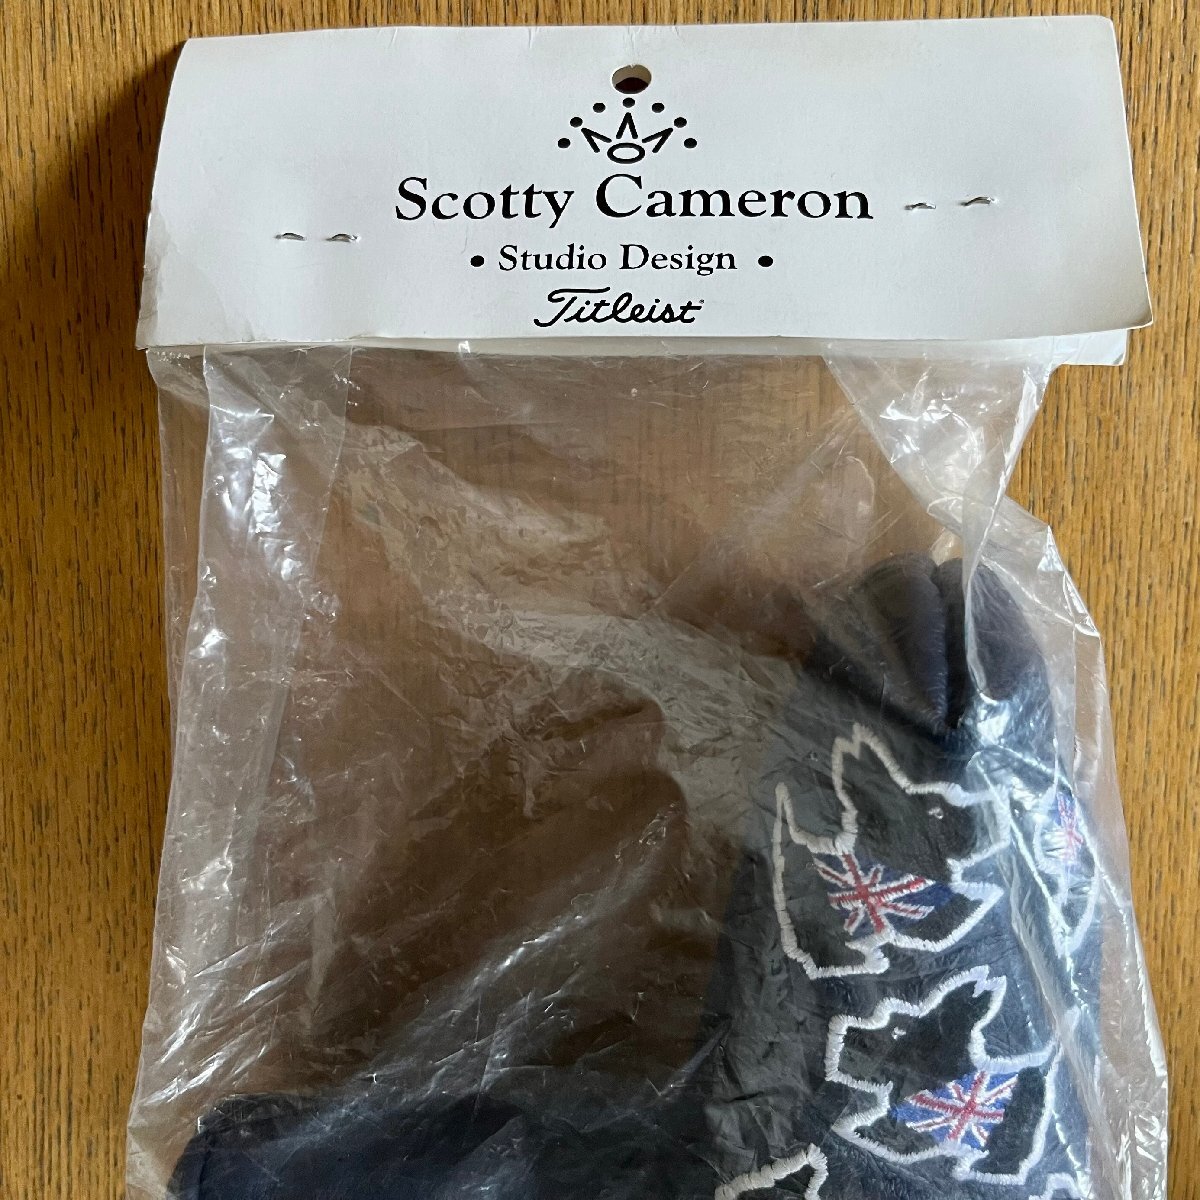 Scotty Cameron
• Studio Design •
Titleist